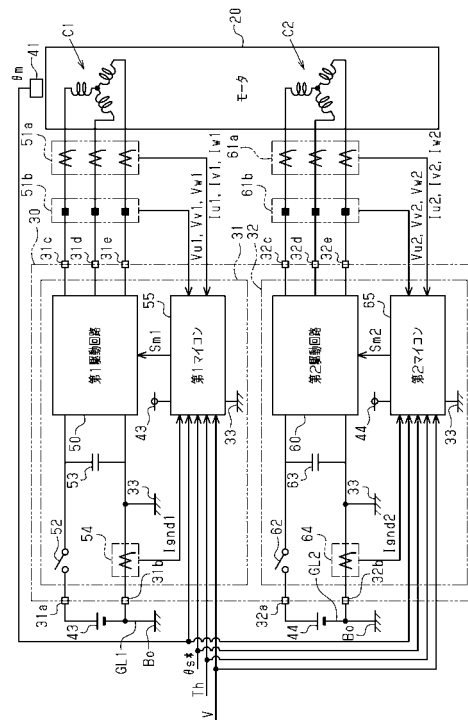 20
41
θm
C1
C2
モータ
51a
61a
51b
61b
Iu1, Iv1, Iw1
Vu1, Vv1, Vw1
Iu2, Iv2, Iw2
Vu2, Vv2, Vw2
30
31c
31d
31e
31
32
32c
32d
32e
第1駆動回路
50
Sm1
55
第1マイコン
第2駆動回路
60
Sm2
65
第2マイコン
43
33
44
33
53
63
33
52
54
Ignd1
62
64
Ignd2
31a
31b
32a
32b
43
GL1
Bo
44
GL2
Bo
θs*
Th
V